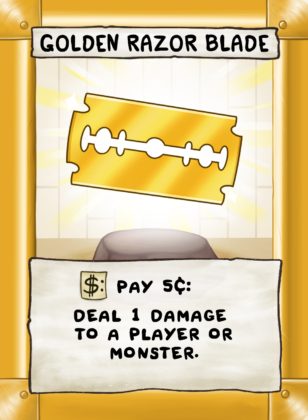 GOLDEN RAZOR BLADE
$: PAY 5¢:
DEAL 1 DAMAGE
TO A PLAYER OR
MONSTER.